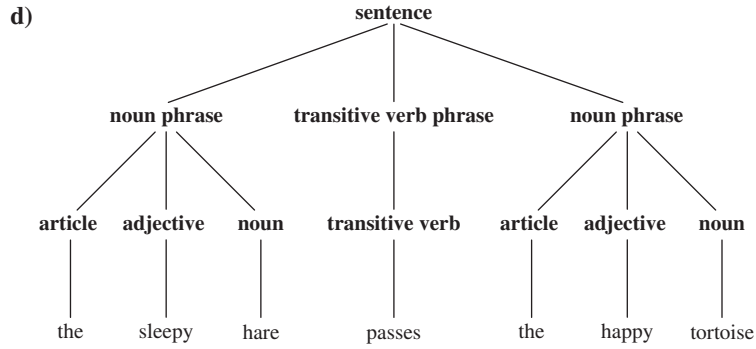 d) sentence
noun phrase transitive verb phrase noun phrase
article adjective noun transitive verb article adjective noun
the sleepy hare passes the happy tortoise